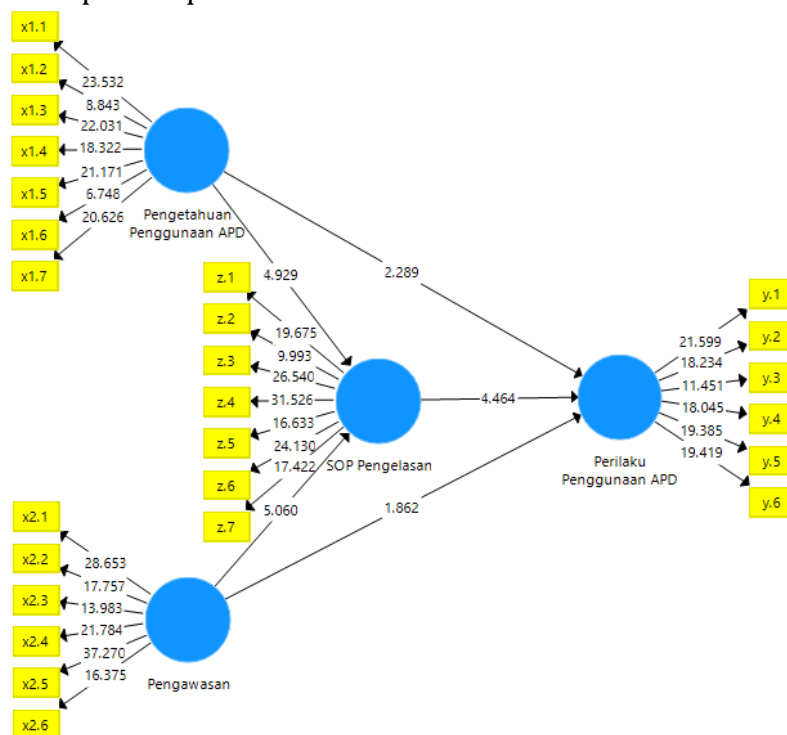 x1.1
x1.2
x1.3
x1.4
x1.5
x1.6
x1.7
23.532
8.843
22.031
18.322
21.171
6.748
20.626
Pengetahuan
Penggunaan APD
4.929
2.289
z.1
z.2
z.3
z.4
z.5
z.6
z.7
19.675
9.993
26.540
31.526
16.633
24.130
17.422
SOP Pengelasan
4.464
5.060
1.862
y.1
y.2
y.3
y.4
y.5
y.6
21.599
18.234
11.451
18.045
19.385
19.419
Perilaku
Penggunaan APD
x2.1
x2.2
x2.3
x2.4
x2.5
x2.6
28.653
17.757
13.983
21.784
37.270
16.375
Pengawasan